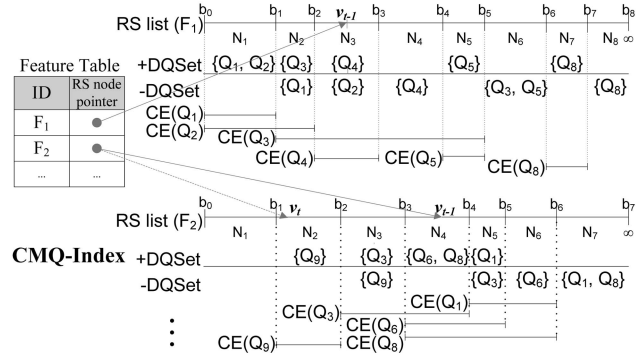 b0 b1 b2 vt-1 b3 b4 b5 b6 b7 b8
RS list (F1)
N1 N2 N3 N4 N5 N6 N7 N8 ∞
Feature Table
+DQSet {Q1, Q2} {Q3} {Q4} {Q5} {Q8}
-DQSet {Q1} {Q2} {Q4} {Q3, Q5} {Q8}
ID RS node pointer
F1
F2
... ...
CE(Q1)
CE(Q2)
CE(Q3)
CE(Q4) CE(Q5) CE(Q8)
b0 b1 vt b2 b3 vt-1 b4 b5 b6 b7
RS list (F2)
N1 N2 N3 N4 N5 N6 N7 ∞
CMQ-Index
+DQSet {Q9} {Q3} {Q6, Q8} {Q1}
-DQSet {Q9} {Q3} {Q6} {Q1, Q8}
CE(Q1)
CE(Q3)
CE(Q6)
CE(Q9) CE(Q8)